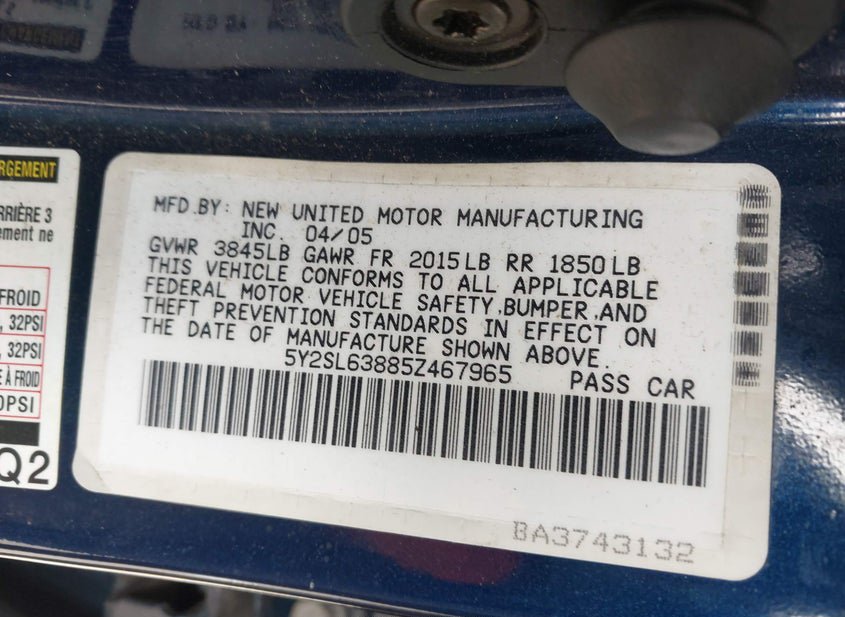 RGEMENT
RRIÈRE 3
ement ne
FROID
, 32PSI
, 32PSI
E À FROID
0PSI
Q2
MFD.BY: NEW UNITED MOTOR MANUFACTURING
INC. 04/05
GVWR 3845LB GAWR FR 2015LB RR 1850LB
THIS VEHICLE CONFORMS TO ALL APPLICABLE
FEDERAL MOTOR VEHICLE SAFETY,BUMPER,AND
THEFT PREVENTION STANDARDS IN EFFECT ON
THE DATE OF MANUFACTURE SHOWN ABOVE.
5Y2SL63885Z467965 PASS CAR
BA3743132